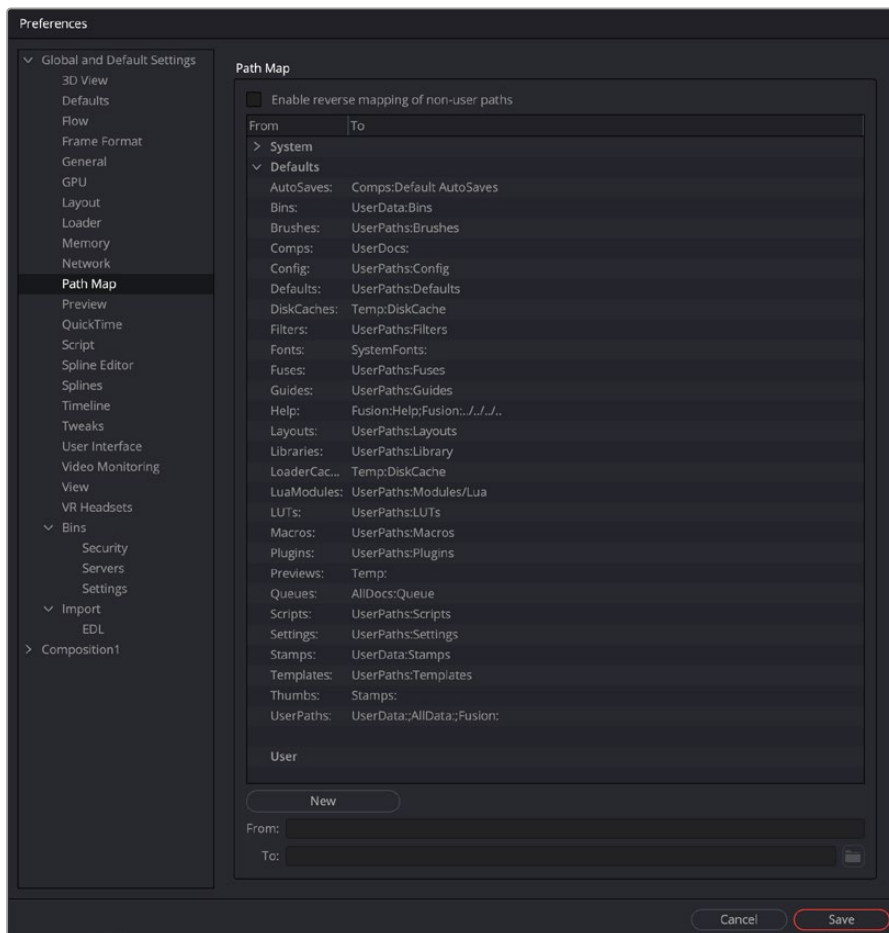 Preferences
Global and Default Settings
3D View
Defaults
Flow
Frame Format
General
GPU
Layout
Loader
Memory
Network
Path Map
Preview
QuickTime
Script
Spline Editor
Splines
Timeline
Tweaks
User Interface
Video Monitoring
View
VR Headsets
Bins
Security
Servers
Settings
Import
EDL
Composition1
Path Map
Enable reverse mapping of non-user paths
From To
System
Defaults
AutoSaves: Comps:Default AutoSaves
Bins: UserData:Bins
Brushes: UserPaths:Brushes
Comps: UserDocs:
Config: UserPaths:Config
Defaults: UserPaths:Defaults
DiskCaches: Temp:DiskCache
Filters: UserPaths:Filters
Fonts: SystemFonts:
Fuses: UserPaths:Fuses
Guides: UserPaths:Guides
Help: Fusion:Help;Fusion:../../../..
Layouts: UserPaths:Layouts
Libraries: UserPaths:Library
LoaderCac... Temp:DiskCache
LuaModules: UserPaths:Modules/Lua
LUTs: UserPaths:LUTs
Macros: UserPaths:Macros
Plugins: UserPaths:Plugins
Previews: Temp:
Queues: AllDocs:Queue
Scripts: UserPaths:Scripts
Settings: UserPaths:Settings
Stamps: UserData:Stamps
Templates: UserPaths:Templates
Thumbs: Stamps:
UserPaths: UserData:;AllData:;Fusion:
User
New
From:
To:
Cancel Save